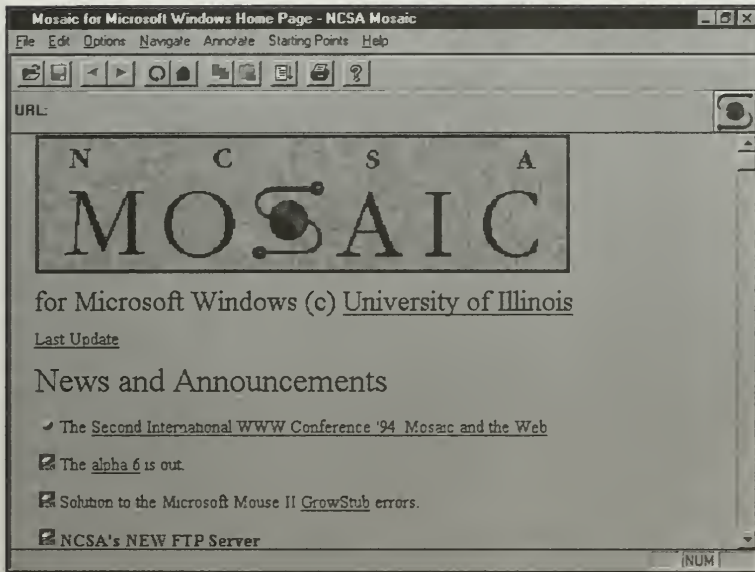 Mosaic for Microsoft Windows Home Page - NCSA Mosaic
File Edit Options Navigate Annotate Starting Points Help
URL:
N C S A
MOSAIC
for Microsoft Windows (c) University of Illinois
Last Update
News and Announcements
The Second International WWW Conference '94 Mosaic and the Web
The alpha 6 is out.
Solution to the Microsoft Mouse II GrowStub errors.
NCSA's NEW FTP Server
NUM